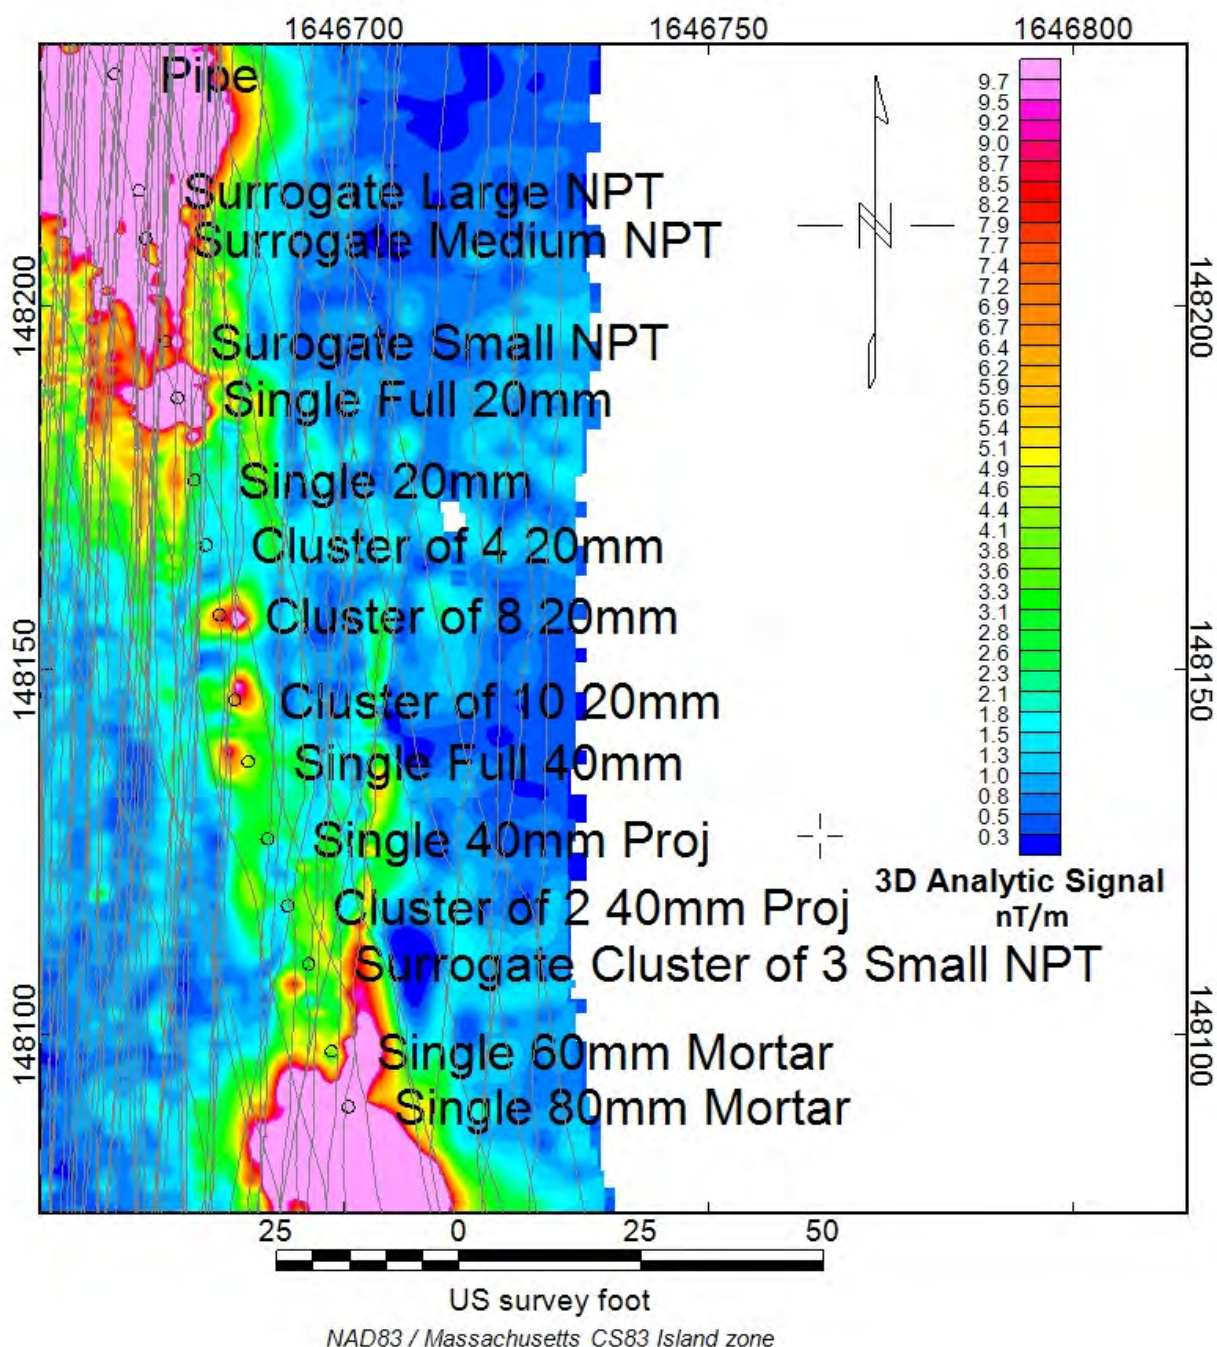 1646700 1646750 1646800
Pipe
Surrogate Large NPT
Surrogate Medium NPT
Surogate Small NPT
Single Full 20mm
Single 20mm
Cluster of 4 20mm
Cluster of 8 20mm
Cluster of 10 20mm
Single Full 40mm
Single 40mm Proj
Cluster of 2 40mm Proj
Surrogate Cluster of 3 Small NPT
Single 60mm Mortar
Single 80mm Mortar
148200
148150
148100
148200
148150
148100
N
9.7
9.5
9.2
9.0
8.7
8.5
8.2
7.9
7.7
7.4
7.2
6.9
6.7
6.4
6.2
5.9
5.6
5.4
5.1
4.9
4.6
4.4
4.1
3.8
3.6
3.3
3.1
2.8
2.6
2.3
2.1
1.8
1.5
1.3
1.0
0.8
0.5
0.3
3D Analytic Signal
nT/m
25 0 25 50
US survey foot
NAD83 / Massachusetts CS83 Island zone